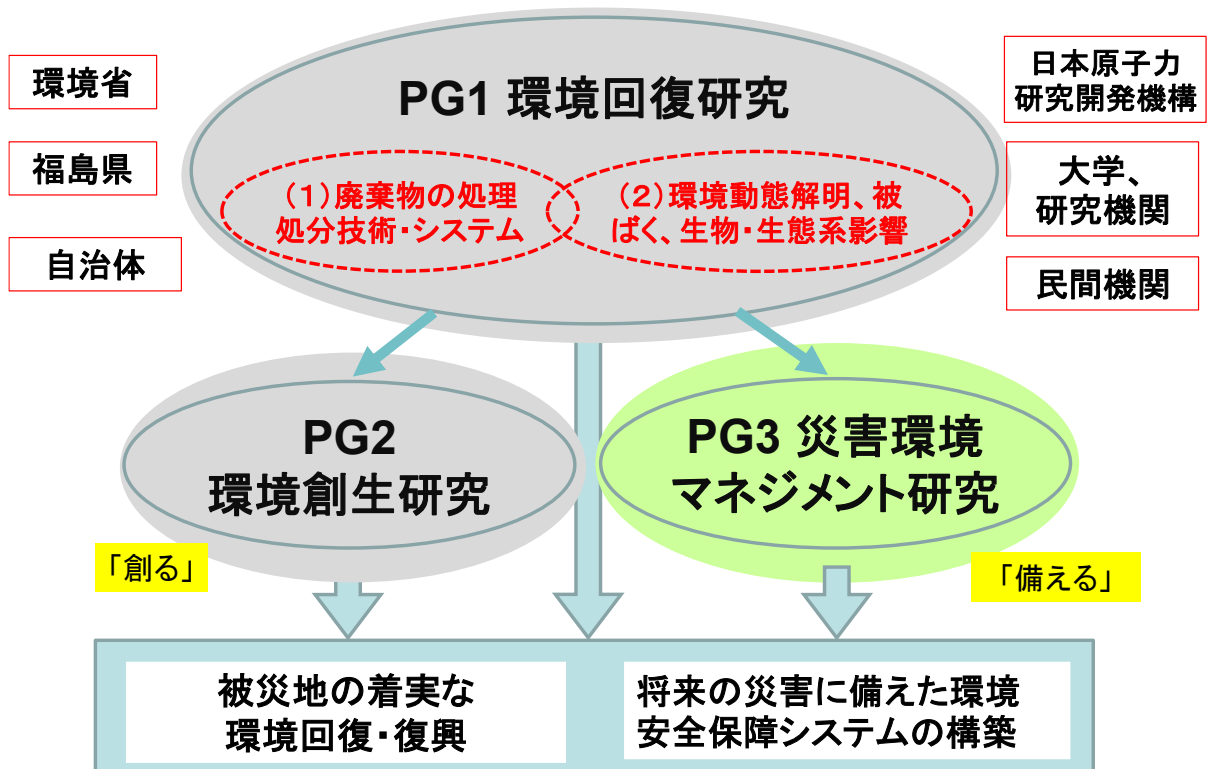 環境省
福島県
自治体
PG1 環境回復研究
(1)廃棄物の処理
処分技術・システム
(2)環境動態解明、被
ばく、生物・生態系影響
日本原子力
研究開発機構
大学、
研究機関
民間機関
PG2
環境創生研究
PG3 災害環境
マネジメント研究
「創る」
「備える」
被災地の着実な
環境回復・復興
将来の災害に備えた環境
安全保障システムの構築